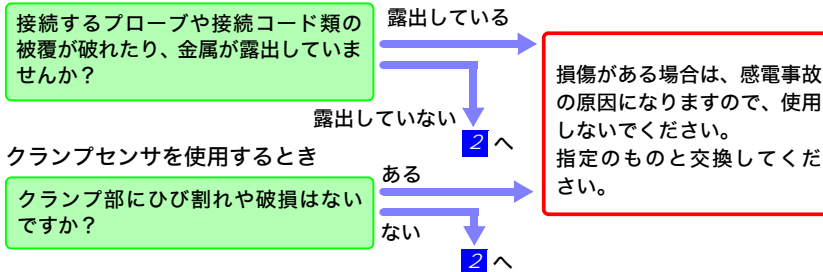 接続するプローブや接続コード類の
被覆が破れたり、金属が露出していま
せんか？
露出している
露出していない
2 へ
損傷がある場合は、感電事故
の原因になりますので、使用
しないでください。
指定のものと交換してくだ
さい。
クランプセンサを使用するとき
クランプ部にひび割れや破損はない
ですか？
ある
ない
2 へ